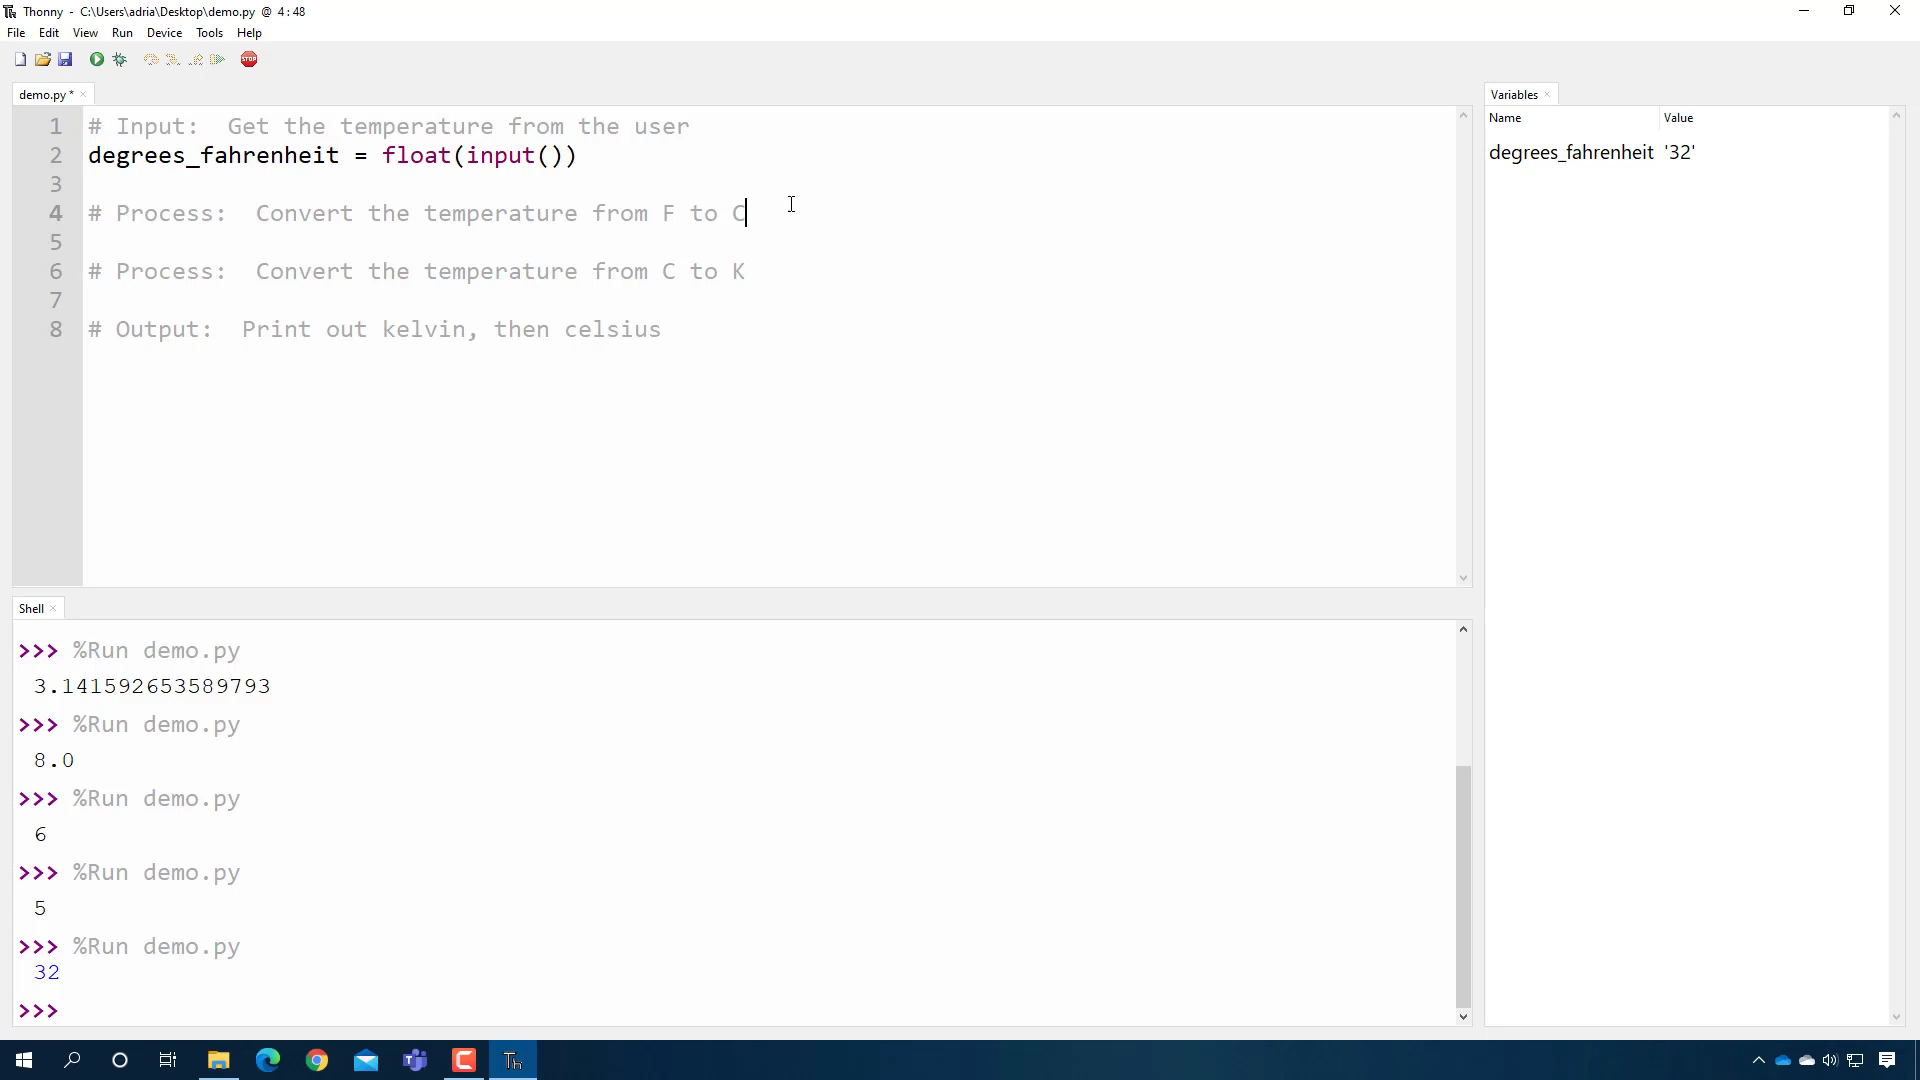 Thonny - C:\Users\adria\Desktop\demo.py @ 4 : 48
File Edit View Run Device Tools Help
STOP
demo.py *
1 # Input:  Get the temperature from the user
2 degrees_fahrenheit = float(input())
3
4 # Process:  Convert the temperature from F to C
5
6 # Process:  Convert the temperature from C to K
7
8 # Output:  Print out kelvin, then celsius
Variables
Name Value
degrees_fahrenheit '32'
Shell
>>> %Run demo.py
3.141592653589793
>>> %Run demo.py
8.0
>>> %Run demo.py
6
>>> %Run demo.py
5
>>> %Run demo.py
32
>>>
Th